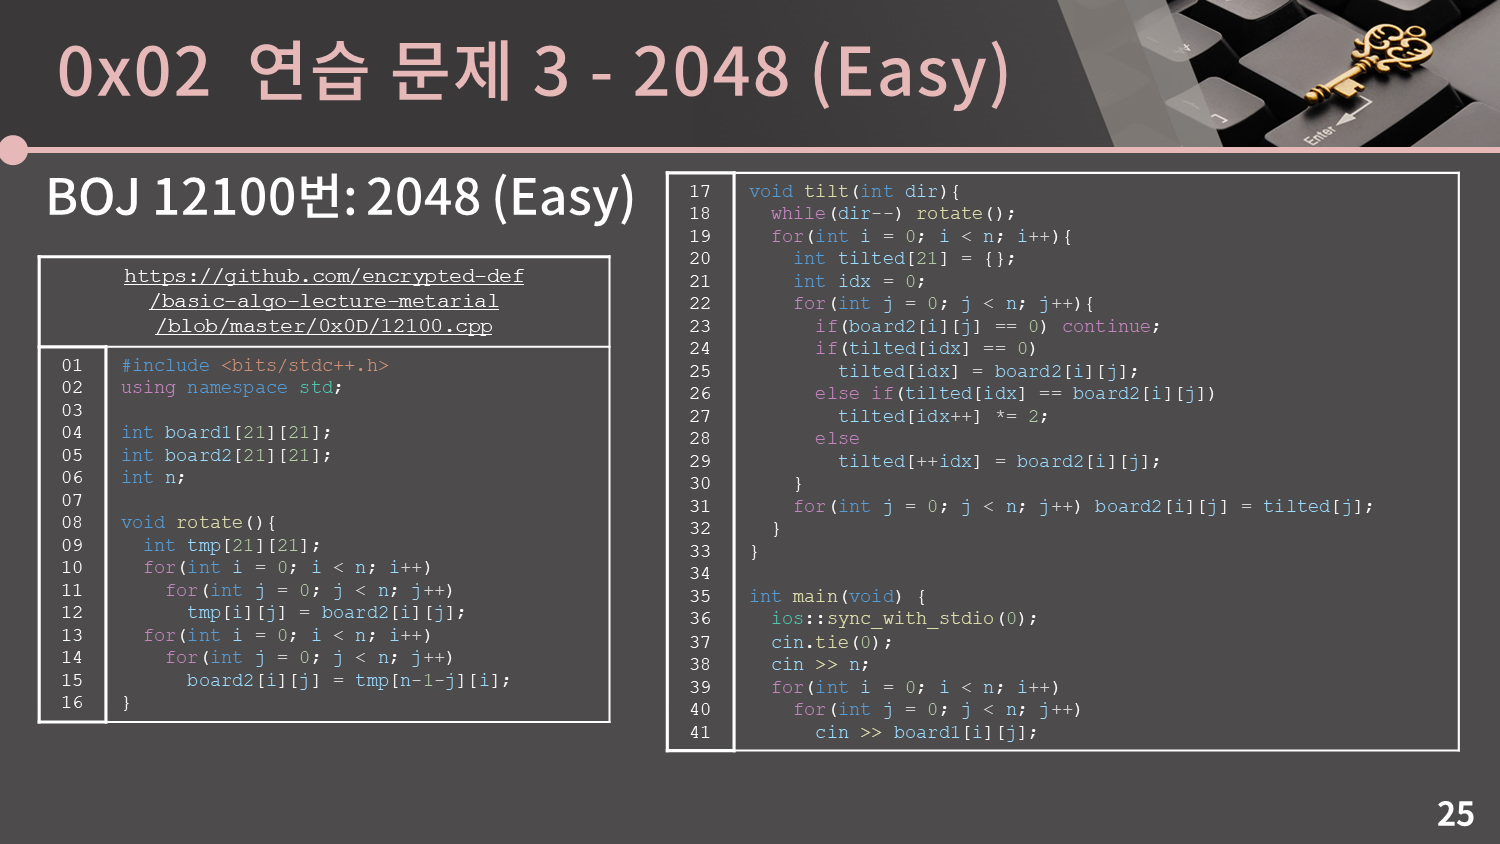 0x02 연습 문제 3 - 2048 (Easy)
Enter
BOJ 12100번: 2048 (Easy)
https://github.com/encrypted-def
/basic-algo-lecture-metarial
/blob/master/0x0D/12100.cpp
01 #include <bits/stdc++.h>
02 using namespace std;
03
04 int board1[21][21];
05 int board2[21][21];
06 int n;
07
08 void rotate(){
09   int tmp[21][21];
10   for(int i = 0; i < n; i++)
11     for(int j = 0; j < n; j++)
12       tmp[i][j] = board2[i][j];
13   for(int i = 0; i < n; i++)
14     for(int j = 0; j < n; j++)
15       board2[i][j] = tmp[n-1-j][i];
16 }
17 void tilt(int dir){
18   while(dir--) rotate();
19   for(int i = 0; i < n; i++){
20     int tilted[21] = {};
21     int idx = 0;
22     for(int j = 0; j < n; j++){
23       if(board2[i][j] == 0) continue;
24       if(tilted[idx] == 0)
25         tilted[idx] = board2[i][j];
26       else if(tilted[idx] == board2[i][j])
27         tilted[idx++] *= 2;
28       else
29         tilted[++idx] = board2[i][j];
30     }
31     for(int j = 0; j < n; j++) board2[i][j] = tilted[j];
32   }
33 }
34
35 int main(void) {
36   ios::sync_with_stdio(0);
37   cin.tie(0);
38   cin >> n;
39   for(int i = 0; i < n; i++)
40     for(int j = 0; j < n; j++)
41       cin >> board1[i][j];
25